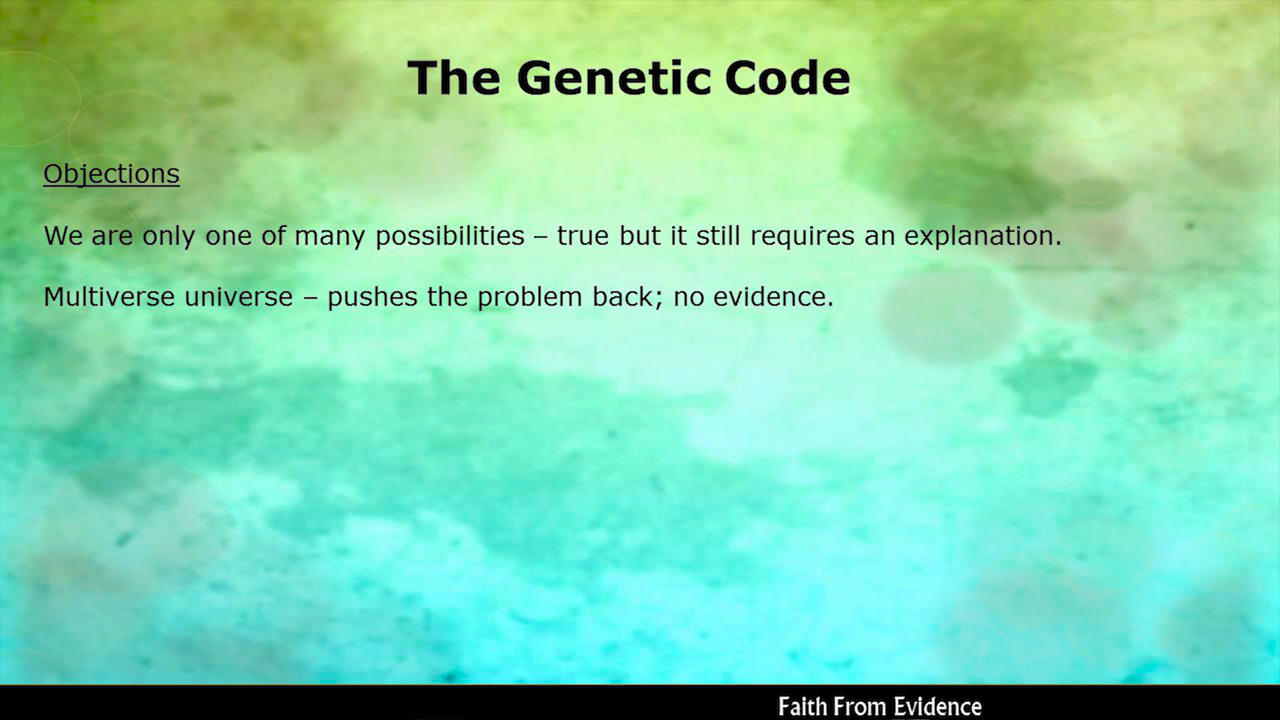 The Genetic Code
Objections
We are only one of many possibilities – true but it still requires an explanation.
Multiverse universe – pushes the problem back; no evidence.
Faith From Evidence